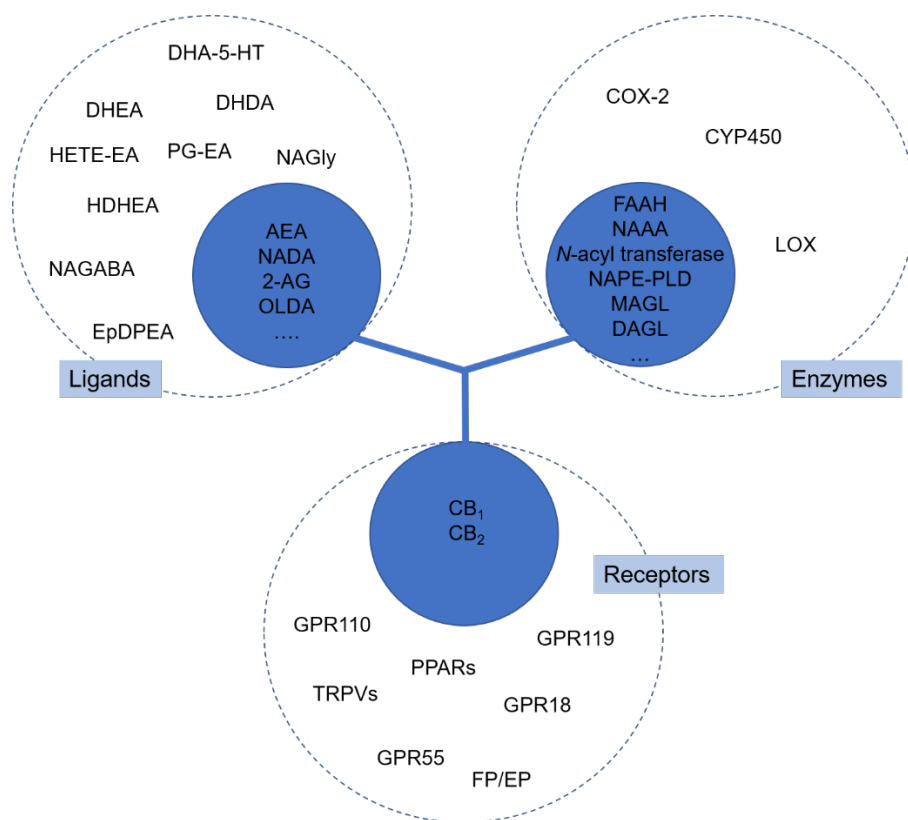 DHA-5-HT
DHEA
DHDA
HETE-EA
PG-EA
NAGly
HDHEA
NAGABA
EpDPEA
AEA
NADA
2-AG
OLDA
....
Ligands
COX-2
CYP450
LOX
FAAH
NAAA
N-acyl transferase
NAPE-PLD
MAGL
DAGL
...
Enzymes
CB₁
CB₂
Receptors
GPR110
GPR119
PPARs
TRPVs
GPR18
GPR55
FP/EP